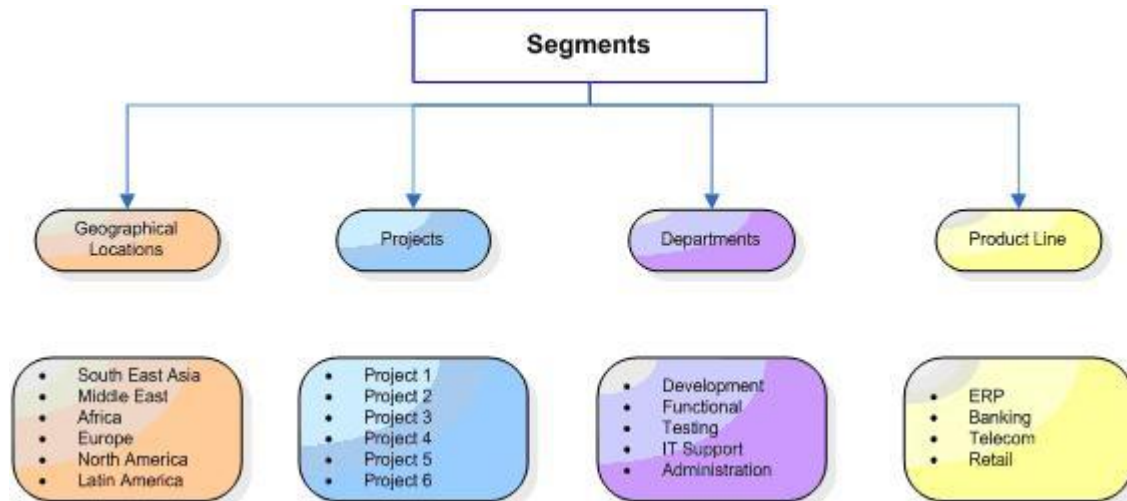 Segments
Geographical
Locations
Projects
Departments
Product Line
• South East Asia
• Middle East
• Africa
• Europe
• North America
• Latin America
• Project 1
• Project 2
• Project 3
• Project 4
• Project 5
• Project 6
• Development
• Functional
• Testing
• IT Support
• Administration
• ERP
• Banking
• Telecom
• Retail